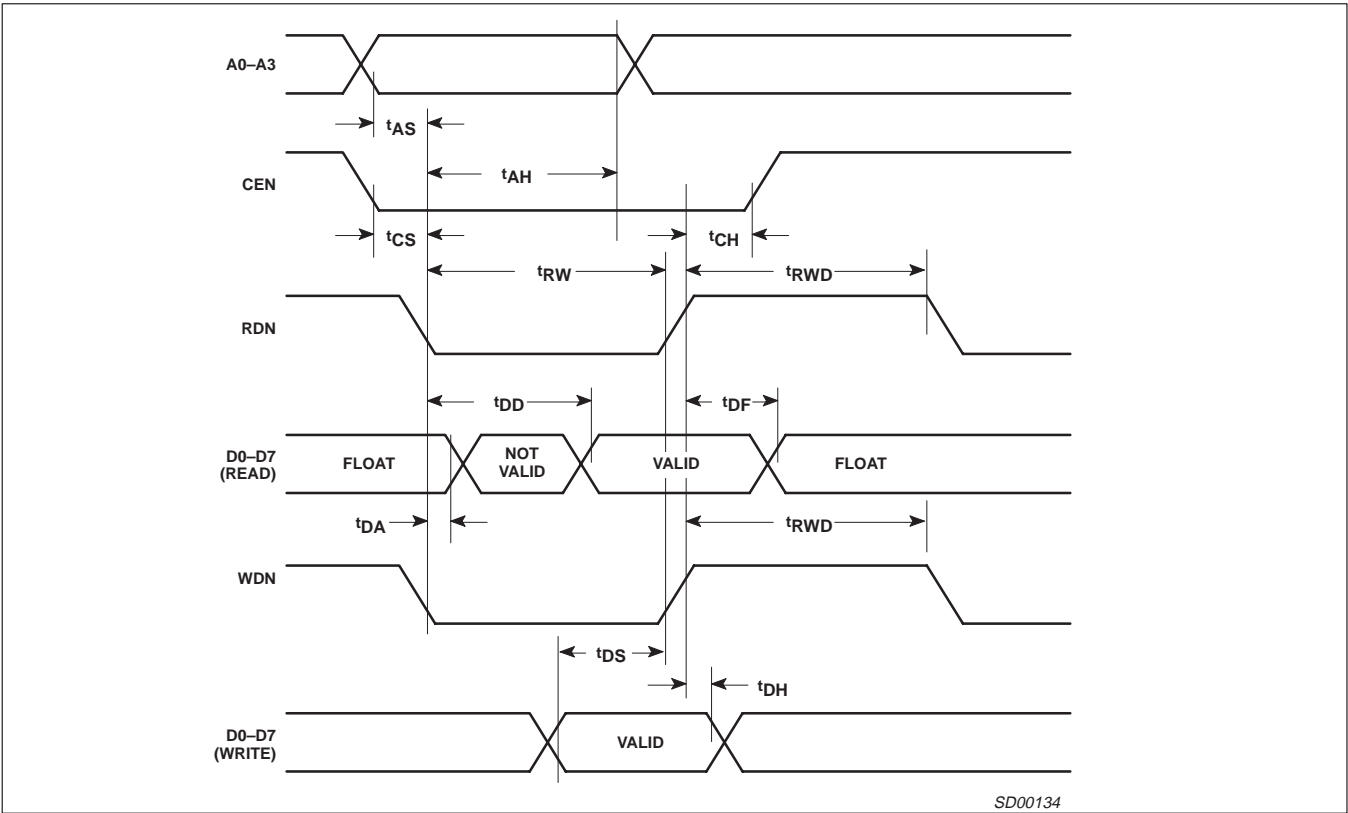 A0–A3
tAS
tAH
CEN
tCS
tCH
tRW
tRWD
RDN
tDD
tDF
D0–D7
(READ)
FLOAT
NOT
VALID
VALID
FLOAT
tDA
tRWD
WDN
tDS
tDH
D0–D7
(WRITE)
VALID
SD00134